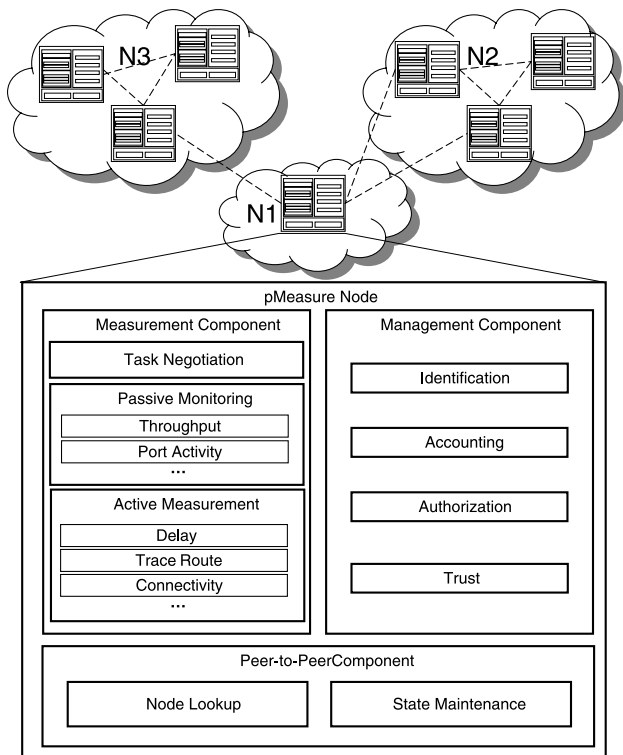 N3
N2
N1
pMeasure Node
Measurement Component
Task Negotiation
Passive Monitoring
Throughput
Port Activity
...
Active Measurement
Delay
Trace Route
Connectivity
...
Management Component
Identification
Accounting
Authorization
Trust
Peer-to-PeerComponent
Node Lookup
State Maintenance